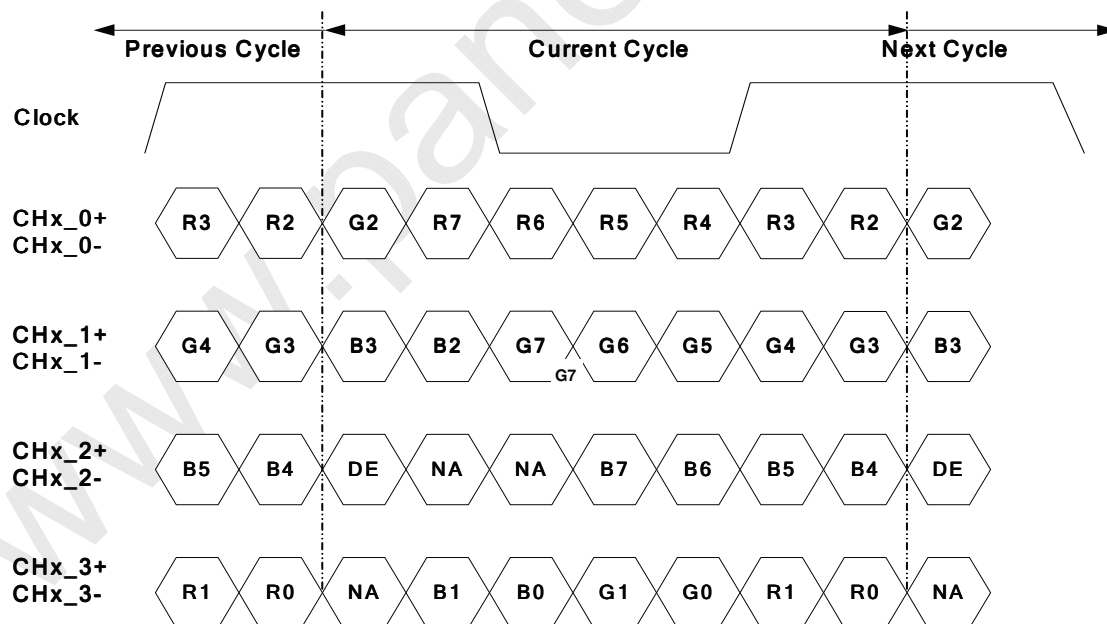 Previous Cycle Current Cycle Next Cycle
Clock
CHx_0+
CHx_0-
R3 R2 G2 R7 R6 R5 R4 R3 R2 G2
CHx_1+
CHx_1-
G4 G3 B3 B2 G7 G6 G5 G4 G3 B3
G7
CHx_2+
CHx_2-
B5 B4 DE NA NA B7 B6 B5 B4 DE
CHx_3+
CHx_3-
R1 R0 NA B1 B0 G1 G0 R1 R0 NA
www.pan